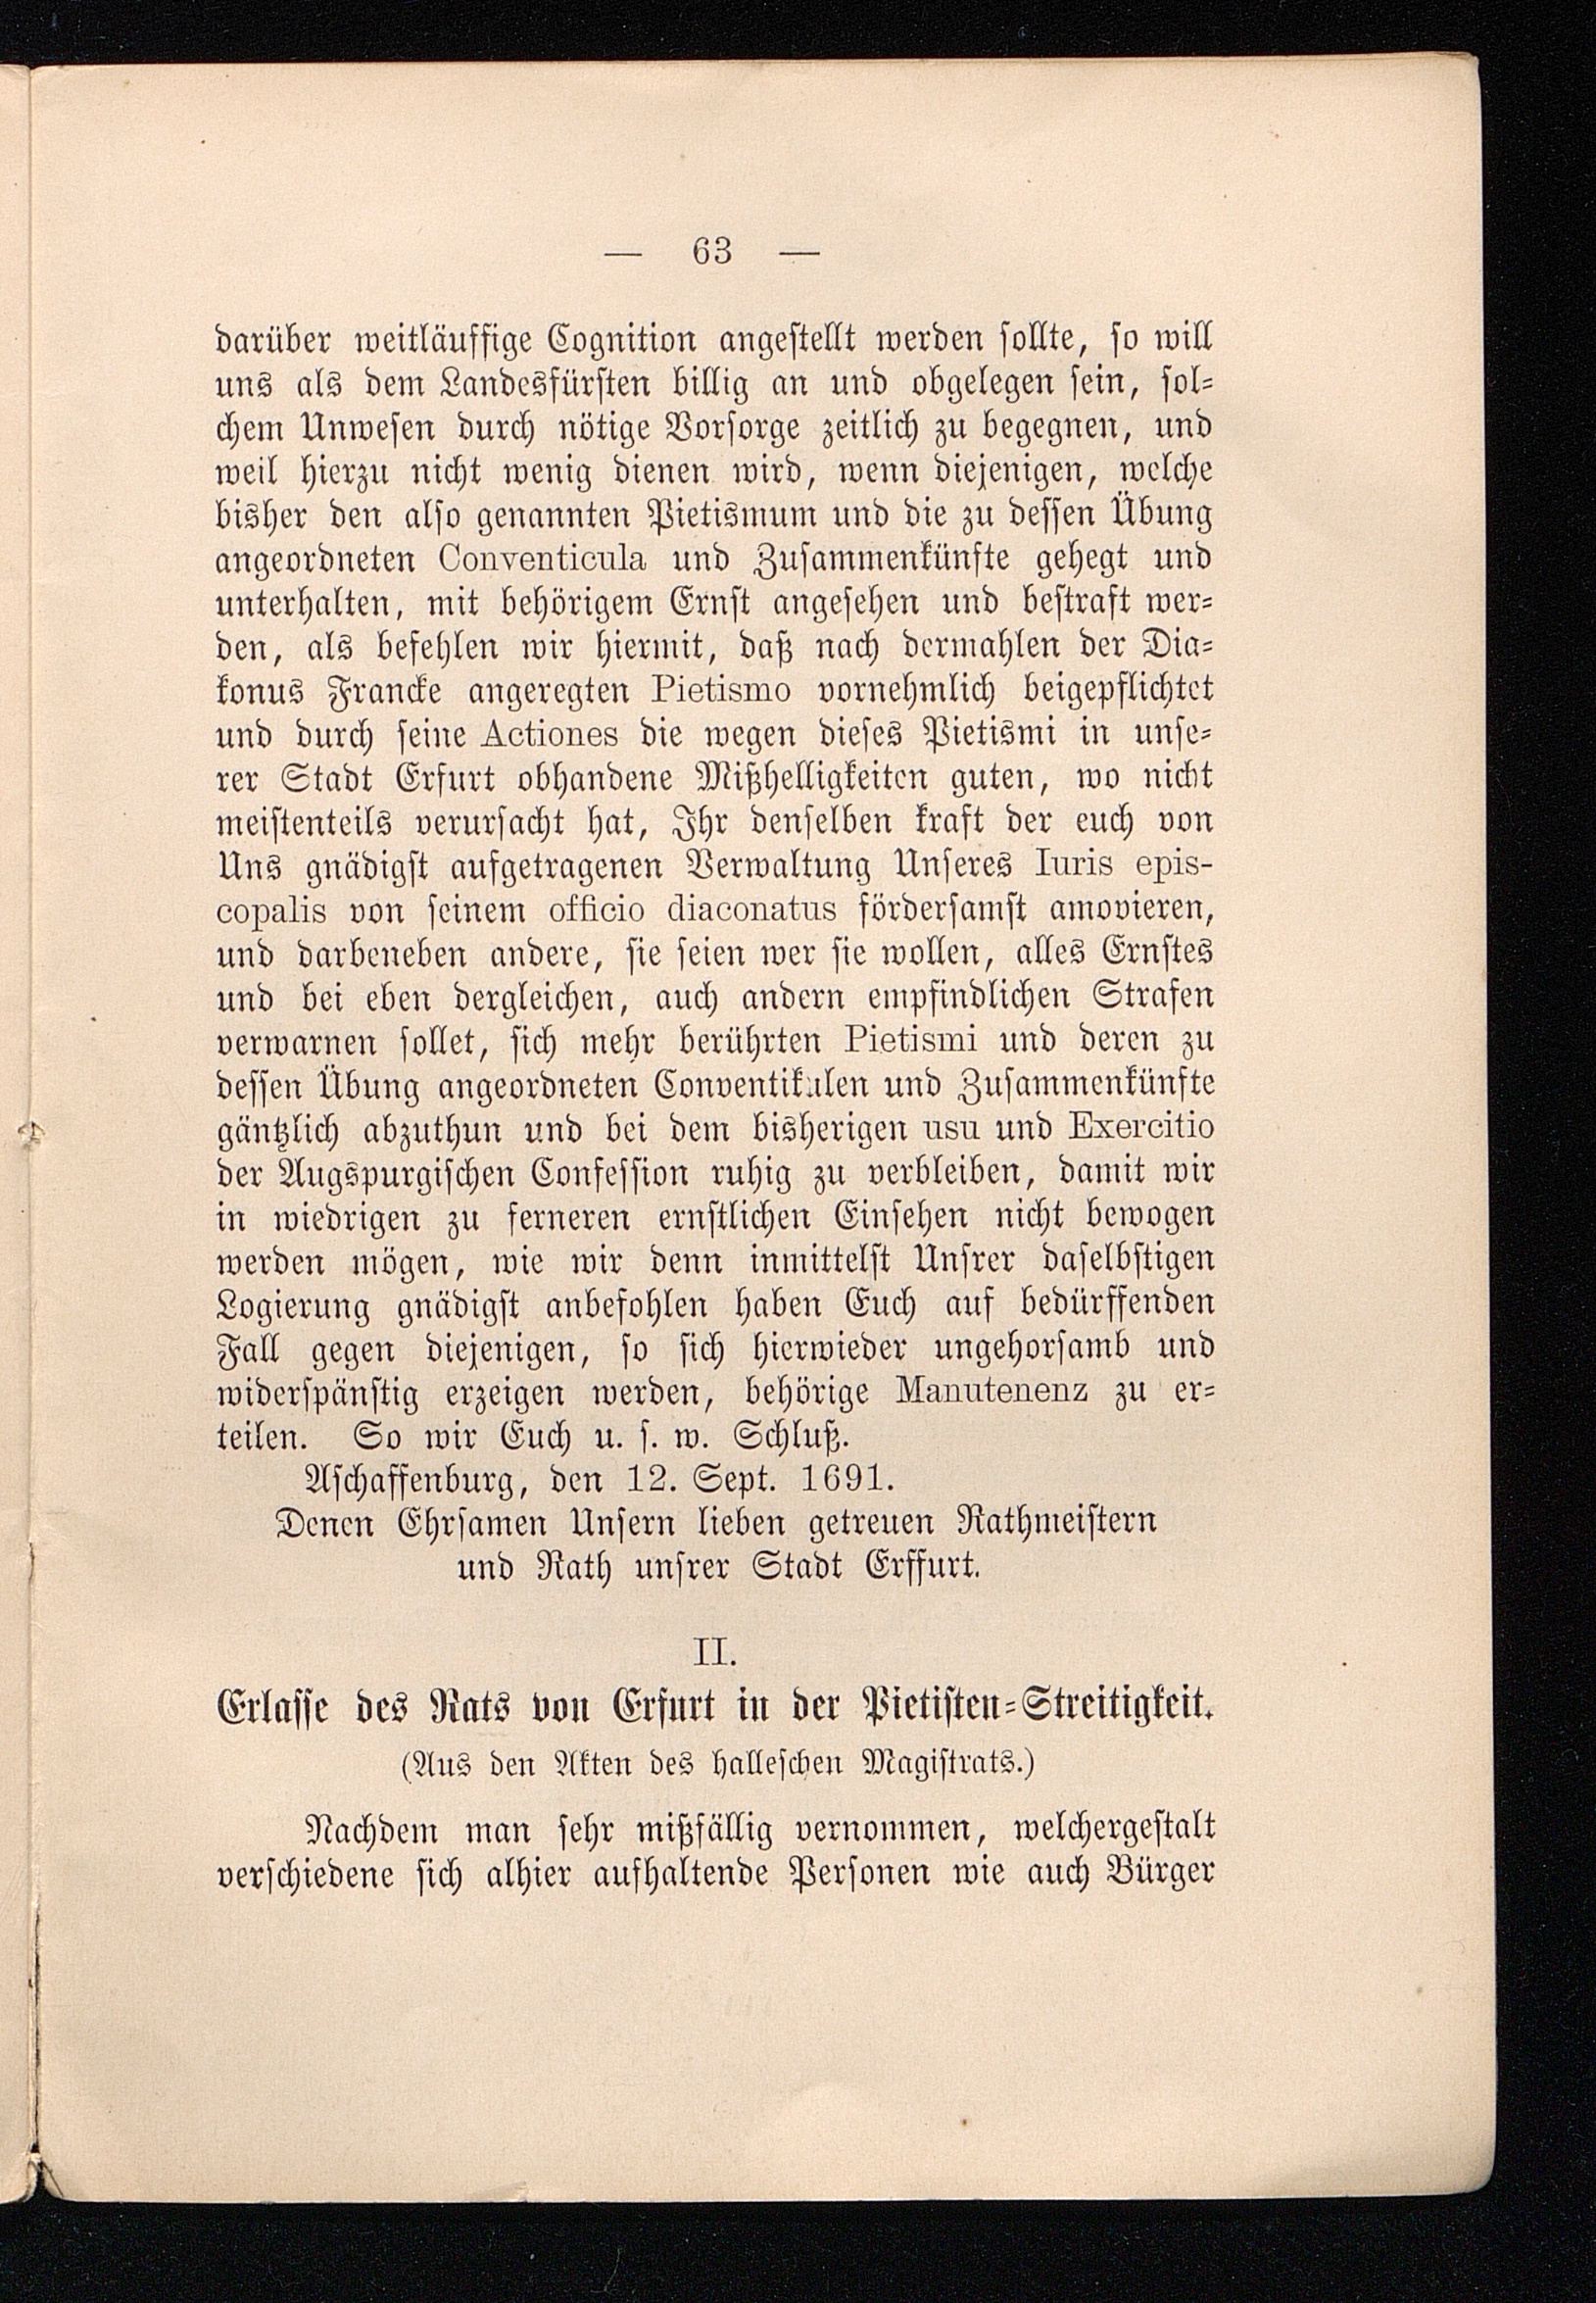 — 63 —
darüber weitläuffige Cognition angestellt werden sollte, so will
uns als dem Landesfürsten billig an und obgelegen sein, sol-
chem Unwesen durch nötige Vorsorge zeitlich zu begegnen, und
weil hierzu nicht wenig dienen wird, wenn diejenigen, welche
bisher den also genannten Pietismum und die zu dessen Übung
angeordneten Conventicula und Zusammenkünfte gehegt und
unterhalten, mit behörigem Ernst angesehen und bestraft wer-
den, als befehlen wir hiermit, daß nach dermahlen der Dia-
konus Francke angeregten Pietismo vornehmlich beigepflichtet
und durch seine Actiones die wegen dieses Pietismi in unse-
rer Stadt Erfurt obhandene Mißhelligkeiten guten, wo nicht
meistenteils verursacht hat, Ihr denselben kraft der euch von
Uns gnädigst aufgetragenen Verwaltung Unseres Iuris epis-
copalis von seinem officio diaconatus fördersamst amovieren,
und darbeneben andere, sie seien wer sie wollen, alles Ernstes
und bei eben dergleichen, auch andern empfindlichen Strafen
verwarnen sollet, sich mehr berührten Pietismi und deren zu
dessen Übung angeordneten Conventikulen und Zusammenkünfte
gäntzlich abzuthun und bei dem bisherigen usu und Exercitio
der Augspurgischen Confession ruhig zu verbleiben, damit wir
in wiedrigen zu ferneren ernstlichen Einsehen nicht bewogen
werden mögen, wie wir denn inmittelst Unsrer daselbstigen
Logierung gnädigst anbefohlen haben Euch auf bedürffenden
Fall gegen diejenigen, so sich hierwieder ungehorsamb und
widerspänstig erzeigen werden, behörige Manutenenz zu er-
teilen. So wir Euch u. s. w. Schluß.
Aschaffenburg, den 12. Sept. 1691.
Denen Ehrsamen Unsern lieben getreuen Rathmeistern
und Rath unsrer Stadt Erffurt.
II.
Erlasse des Rats von Erfurt in der Pietisten-Streitigkeit.
(Aus den Akten des halleschen Magistrats.)
Nachdem man sehr mißfällig vernommen, welchergestalt
verschiedene sich alhier aufhaltende Personen wie auch Bürger